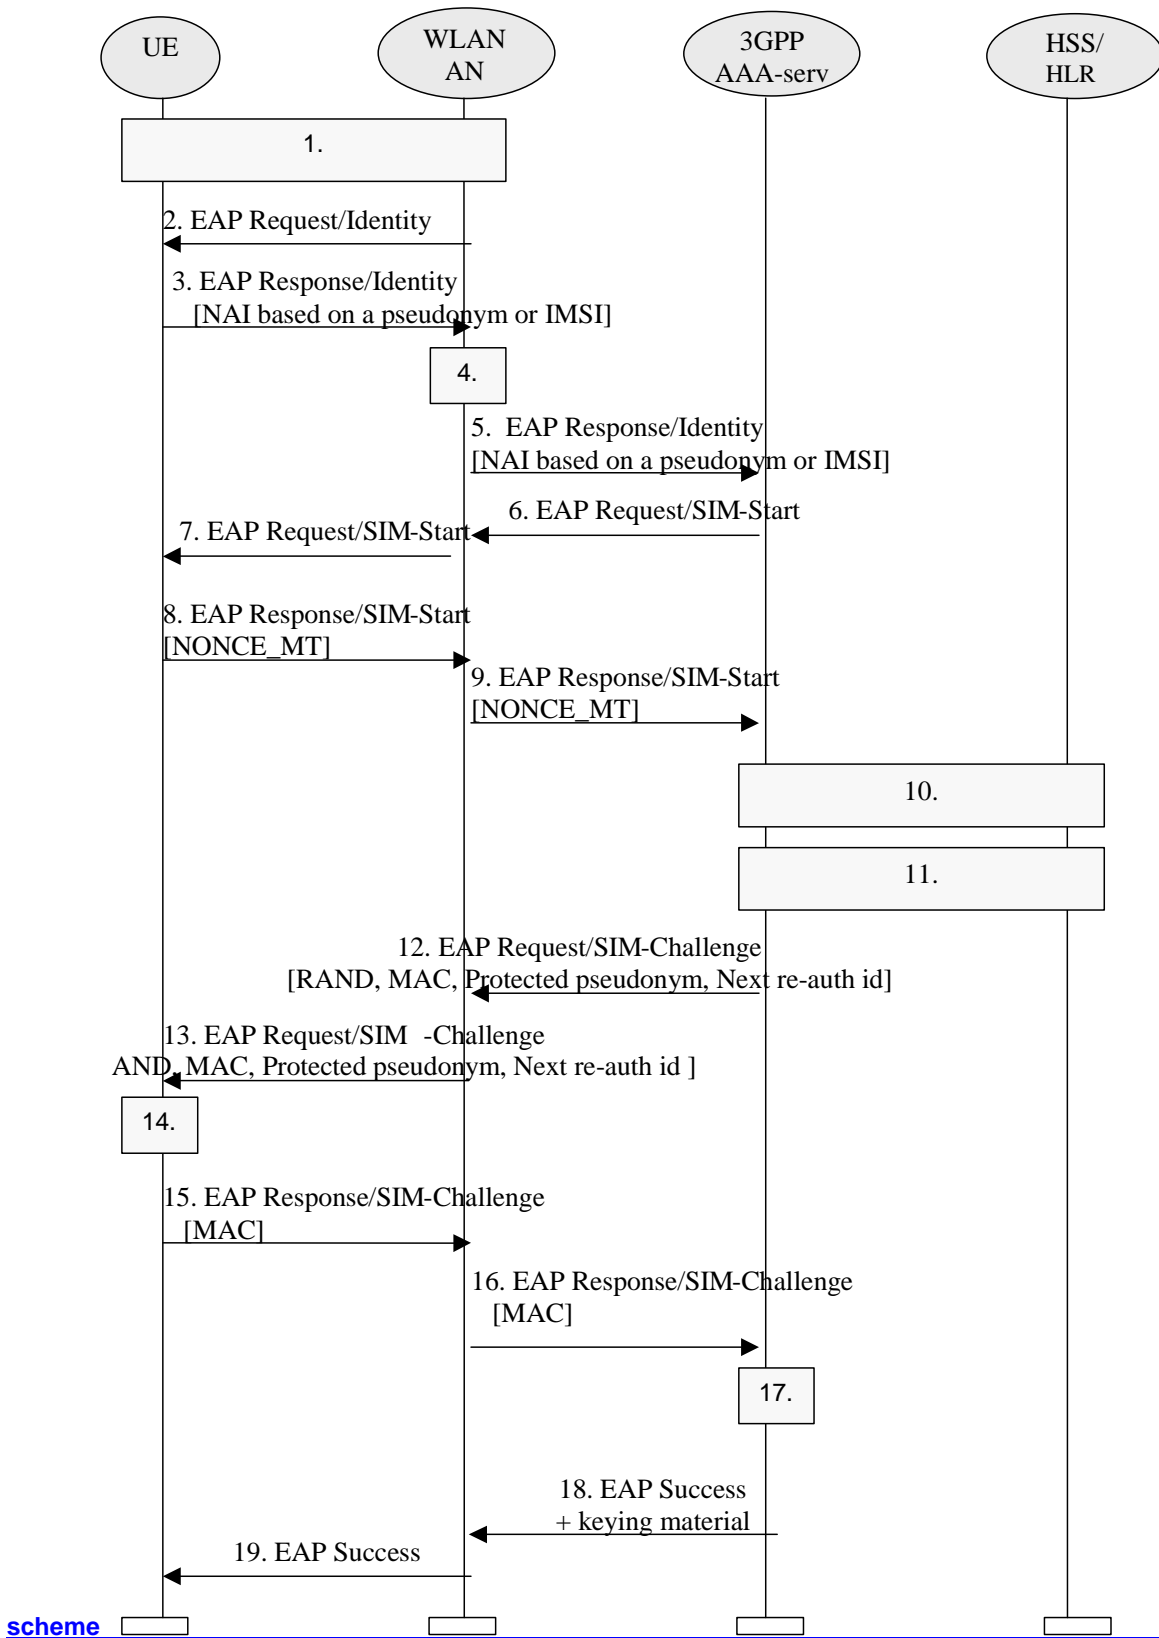 UE
WLAN
AN
3GPP
AAA-serv
HSS/
HLR
1.
2. EAP Request/Identity
3. EAP Response/Identity
[NAI based on a pseudonym or IMSI]
4.
5. EAP Response/Identity
[NAI based on a pseudonym or IMSI]
6. EAP Request/SIM-Start
7. EAP Request/SIM-Start
8. EAP Response/SIM-Start
[NONCE_MT]
9. EAP Response/SIM-Start
[NONCE_MT]
10.
11.
12. EAP Request/SIM-Challenge
[RAND, MAC, Protected pseudonym, Next re-auth id]
13. EAP Request/SIM -Challenge
AND, MAC, Protected pseudonym, Next re-auth id ]
14.
15. EAP Response/SIM-Challenge
[MAC]
16. EAP Response/SIM-Challenge
[MAC]
17.
18. EAP Success
+ keying material
19. EAP Success
scheme